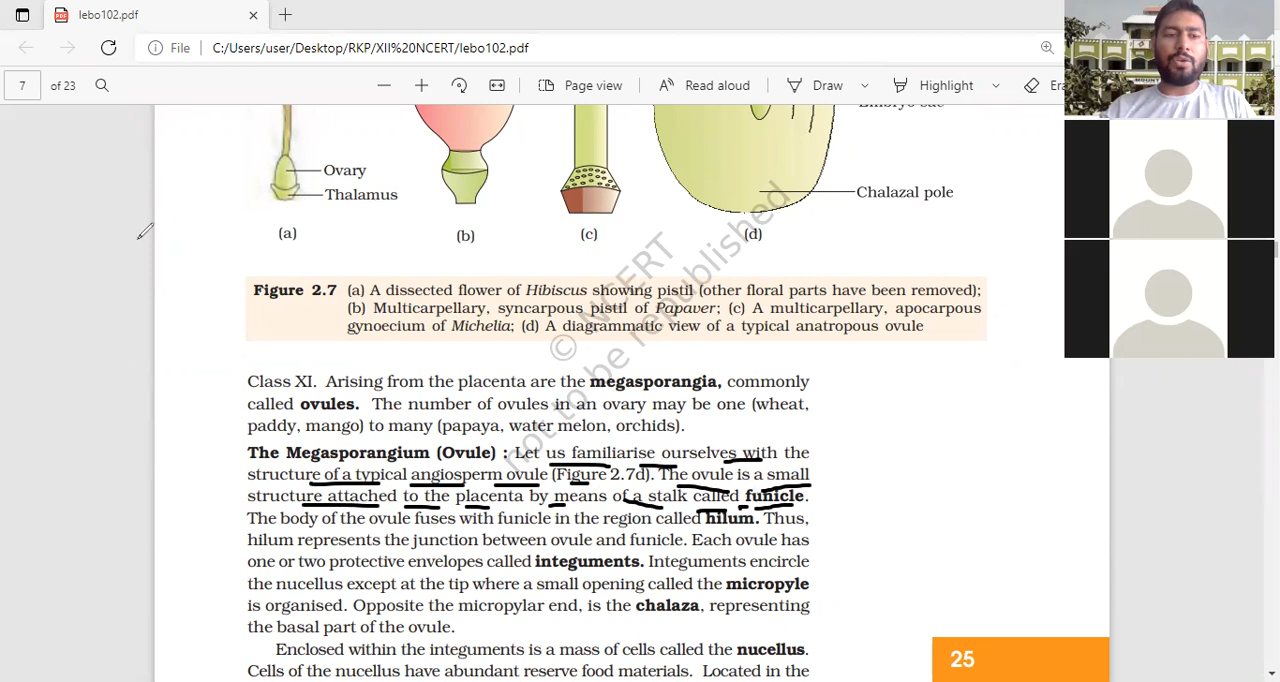 lebo102.pdf
File C:/Users/user/Desktop/RKP/XII%20NCERT/lebo102.pdf
7 of 23 Page view Read aloud Draw Highlight Era
Embryo sac
Ovary
Thalamus
Chalazal pole
(a) (b) (c) (d)
Figure 2.7 (a) A dissected flower of Hibiscus showing pistil (other floral parts have been removed);
(b) Multicarpellary, syncarpous pistil of Papaver; (c) A multicarpellary, apocarpous
gynoecium of Michelia; (d) A diagrammatic view of a typical anatropous ovule
© NCERT
not to be republished
Class XI. Arising from the placenta are the megasporangia, commonly
called ovules. The number of ovules in an ovary may be one (wheat,
paddy, mango) to many (papaya, water melon, orchids).
The Megasporangium (Ovule) : Let us familiarise ourselves with the
structure of a typical angiosperm ovule (Figure 2.7d). The ovule is a small
structure attached to the placenta by means of a stalk called funicle.
The body of the ovule fuses with funicle in the region called hilum. Thus,
hilum represents the junction between ovule and funicle. Each ovule has
one or two protective envelopes called integuments. Integuments encircle
the nucellus except at the tip where a small opening called the micropyle
is organised. Opposite the micropylar end, is the chalaza, representing
the basal part of the ovule.
Enclosed within the integuments is a mass of cells called the nucellus.
Cells of the nucellus have abundant reserve food materials. Located in the
25